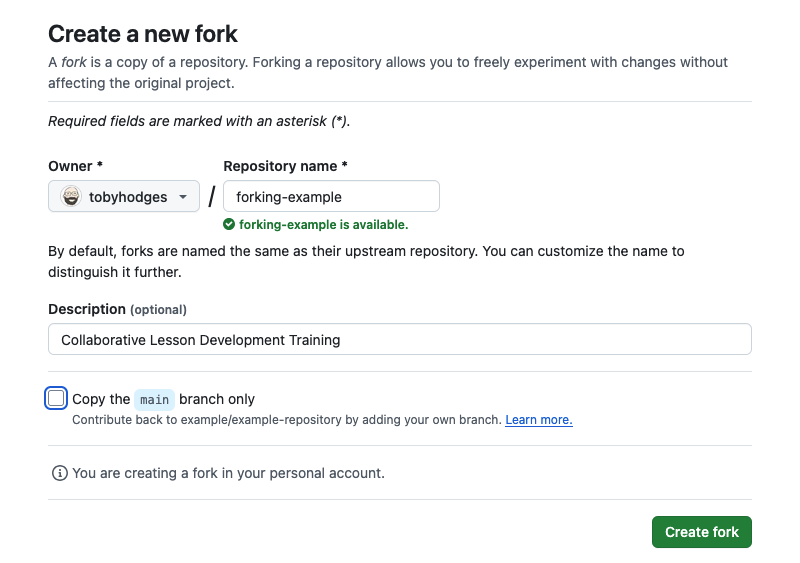 Create a new fork
A fork is a copy of a repository. Forking a repository allows you to freely experiment with changes without
affecting the original project.
Required fields are marked with an asterisk (*).
Owner * Repository name *
tobyhodges / forking-example
forking-example is available.
By default, forks are named the same as their upstream repository. You can customize the name to
distinguish it further.
Description (optional)
Collaborative Lesson Development Training
Copy the main branch only
Contribute back to example/example-repository by adding your own branch. Learn more.
You are creating a fork in your personal account.
Create fork